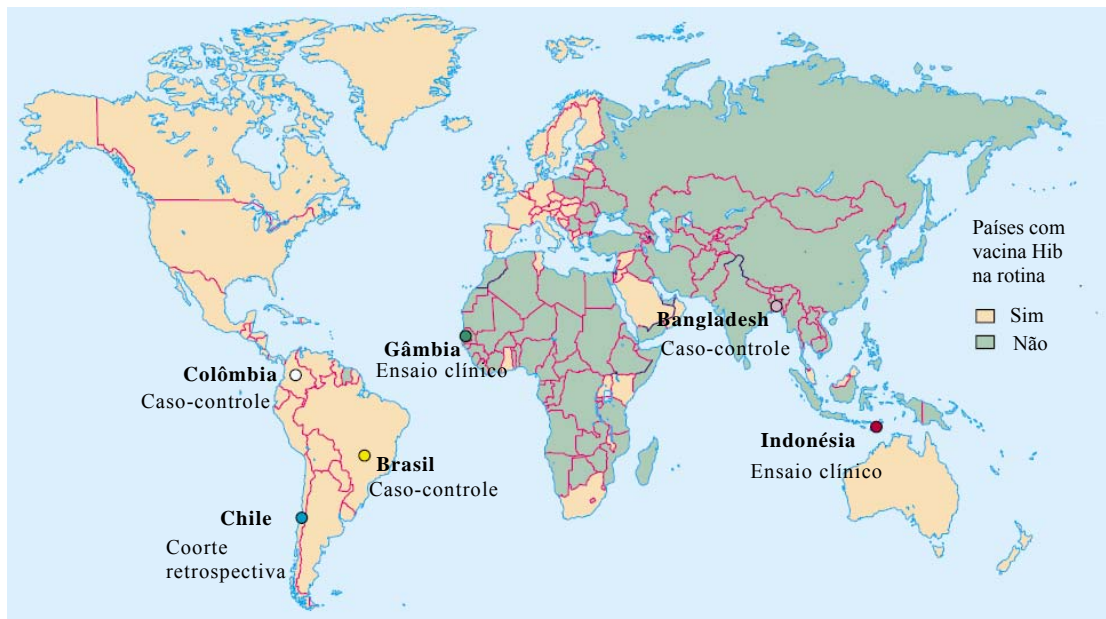 Países com
vacina Hib
na rotina
Sim
Não
Bangladesh
Caso-controle
Gâmbia
Ensaio clínico
Colômbia
Caso-controle
Indonésia
Ensaio clínico
Brasil
Caso-controle
Chile
Coorte
retrospectiva